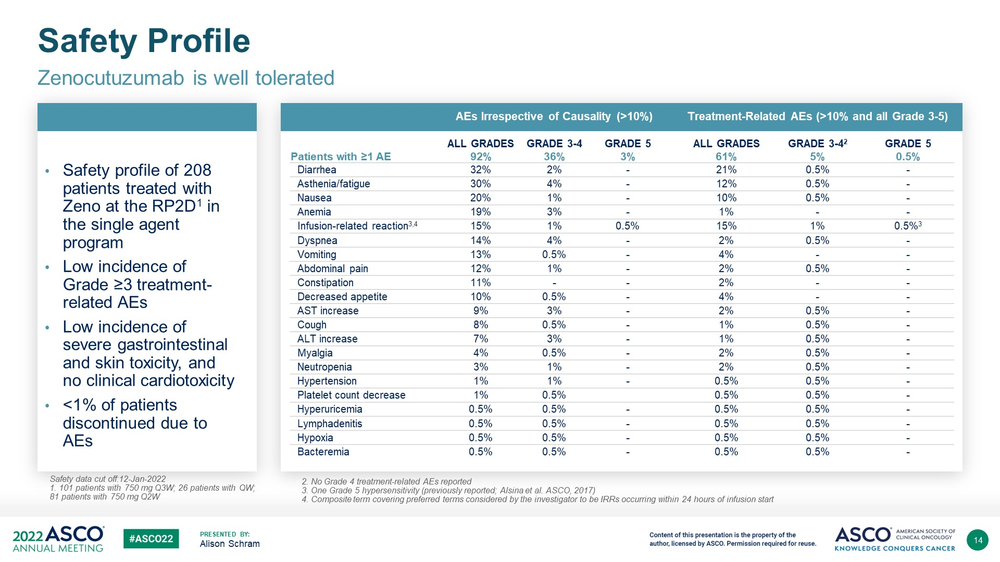 Safety Profile
Zenocutuzumab is well tolerated
• Safety profile of 208
patients treated with
Zeno at the RP2D1 in
the single agent
program
• Low incidence of
Grade ≥3 treatment-
related AEs
• Low incidence of
severe gastrointestinal
and skin toxicity, and
no clinical cardiotoxicity
• <1% of patients
discontinued due to
AEs
AEs Irrespective of Causality (>10%) Treatment-Related AEs (>10% and all Grade 3-5)
ALL GRADES GRADE 3-4 GRADE 5 ALL GRADES GRADE 3-42 GRADE 5
Patients with ≥1 AE 92% 36% 3% 61% 5% 0.5%
Diarrhea 32% 2% - 21% 0.5% -
Asthenia/fatigue 30% 4% - 12% 0.5% -
Nausea 20% 1% - 10% 0.5% -
Anemia 19% 3% - 1% - -
Infusion-related reaction3,4 15% 1% 0.5% 15% 1% 0.5%3
Dyspnea 14% 4% - 2% 0.5% -
Vomiting 13% 0.5% - 4% - -
Abdominal pain 12% 1% - 2% 0.5% -
Constipation 11% - - 2% - -
Decreased appetite 10% 0.5% - 4% - -
AST increase 9% 3% - 2% 0.5% -
Cough 8% 0.5% - 1% 0.5% -
ALT increase 7% 3% - 1% 0.5% -
Myalgia 4% 0.5% - 2% 0.5% -
Neutropenia 3% 1% - 2% 0.5% -
Hypertension 1% 1% - 0.5% 0.5% -
Platelet count decrease 1% 0.5% 0.5% 0.5% -
Hyperuricemia 0.5% 0.5% - 0.5% 0.5% -
Lymphadenitis 0.5% 0.5% - 0.5% 0.5% -
Hypoxia 0.5% 0.5% - 0.5% 0.5% -
Bacteremia 0.5% 0.5% - 0.5% 0.5% -
Safety data cut off:12-Jan-2022
1. 101 patients with 750 mg Q3W; 26 patients with QW;
81 patients with 750 mg Q2W
2. No Grade 4 treatment-related AEs reported
3. One Grade 5 hypersensitivity (previously reported; Alsina et al. ASCO, 2017)
4. Composite term covering preferred terms considered by the investigator to be IRRs occurring within 24 hours of infusion start
2022 ASCO®
ANNUAL MEETING
#ASCO22
PRESENTED BY:
Alison Schram
Content of this presentation is the property of the
author, licensed by ASCO. Permission required for reuse.
ASCO® AMERICAN SOCIETY OF
CLINICAL ONCOLOGY
KNOWLEDGE CONQUERS CANCER
14